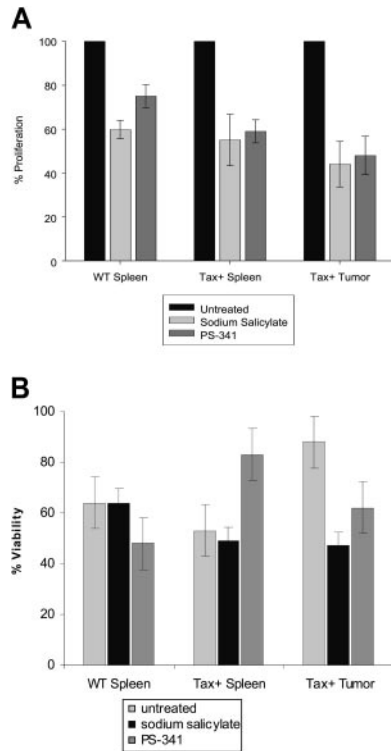 A
100
80
60
40
20
0
% Proliferation
WT Spleen Tax+ Spleen Tax+ Tumor
Untreated
Sodium Salicylate
PS-341
B
100
80
60
40
20
0
% Viability
WT Spleen Tax+ Spleen Tax+ Tumor
untreated
sodium salicylate
PS-341